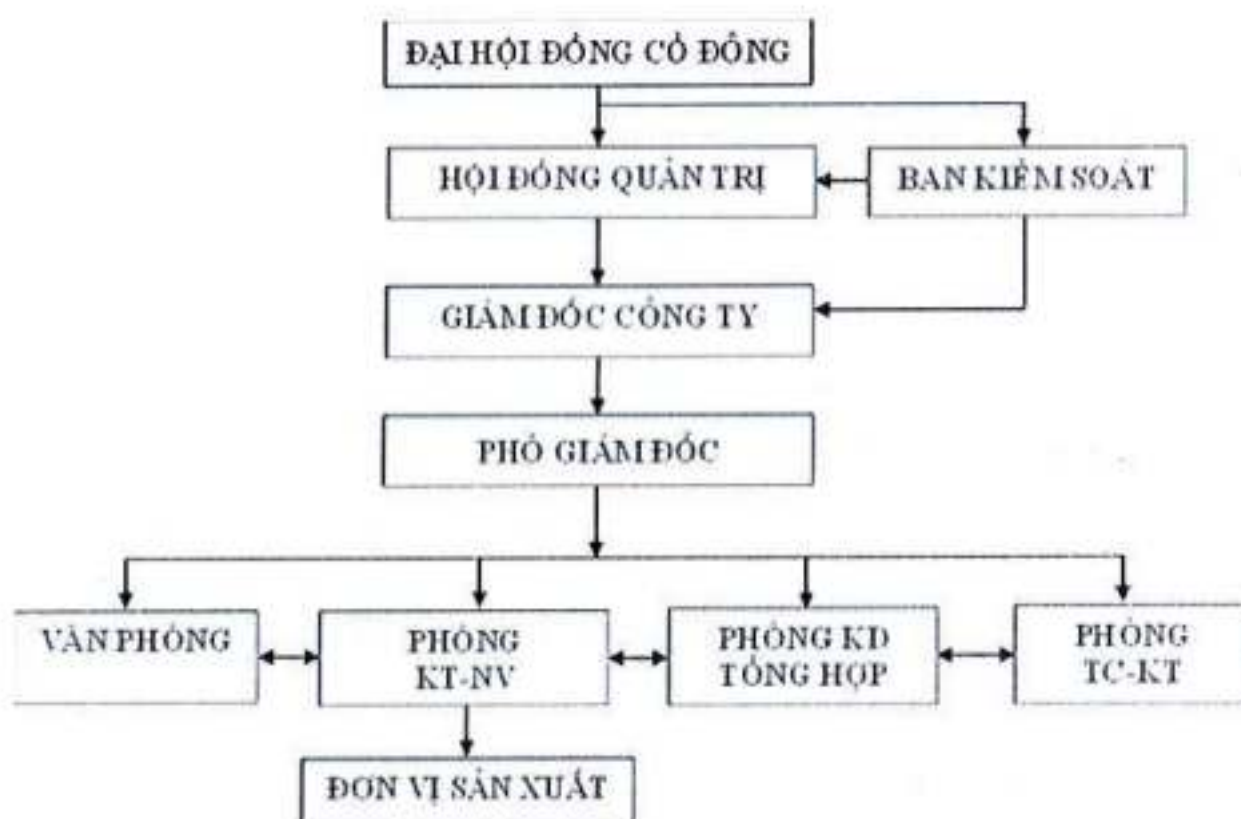 ĐẠI HỘI ĐỒNG CỔ ĐÔNG
HỘI ĐỒNG QUẢN TRỊ
BAN KIỂM SOÁT
GIÁM ĐỐC CÔNG TY
PHÓ GIÁM ĐỐC
VĂN PHÒNG
PHÒNG
KT-NV
PHÒNG KD
TỔNG HỢP
PHÒNG
TC-KT
ĐƠN VỊ SẢN XUẤT